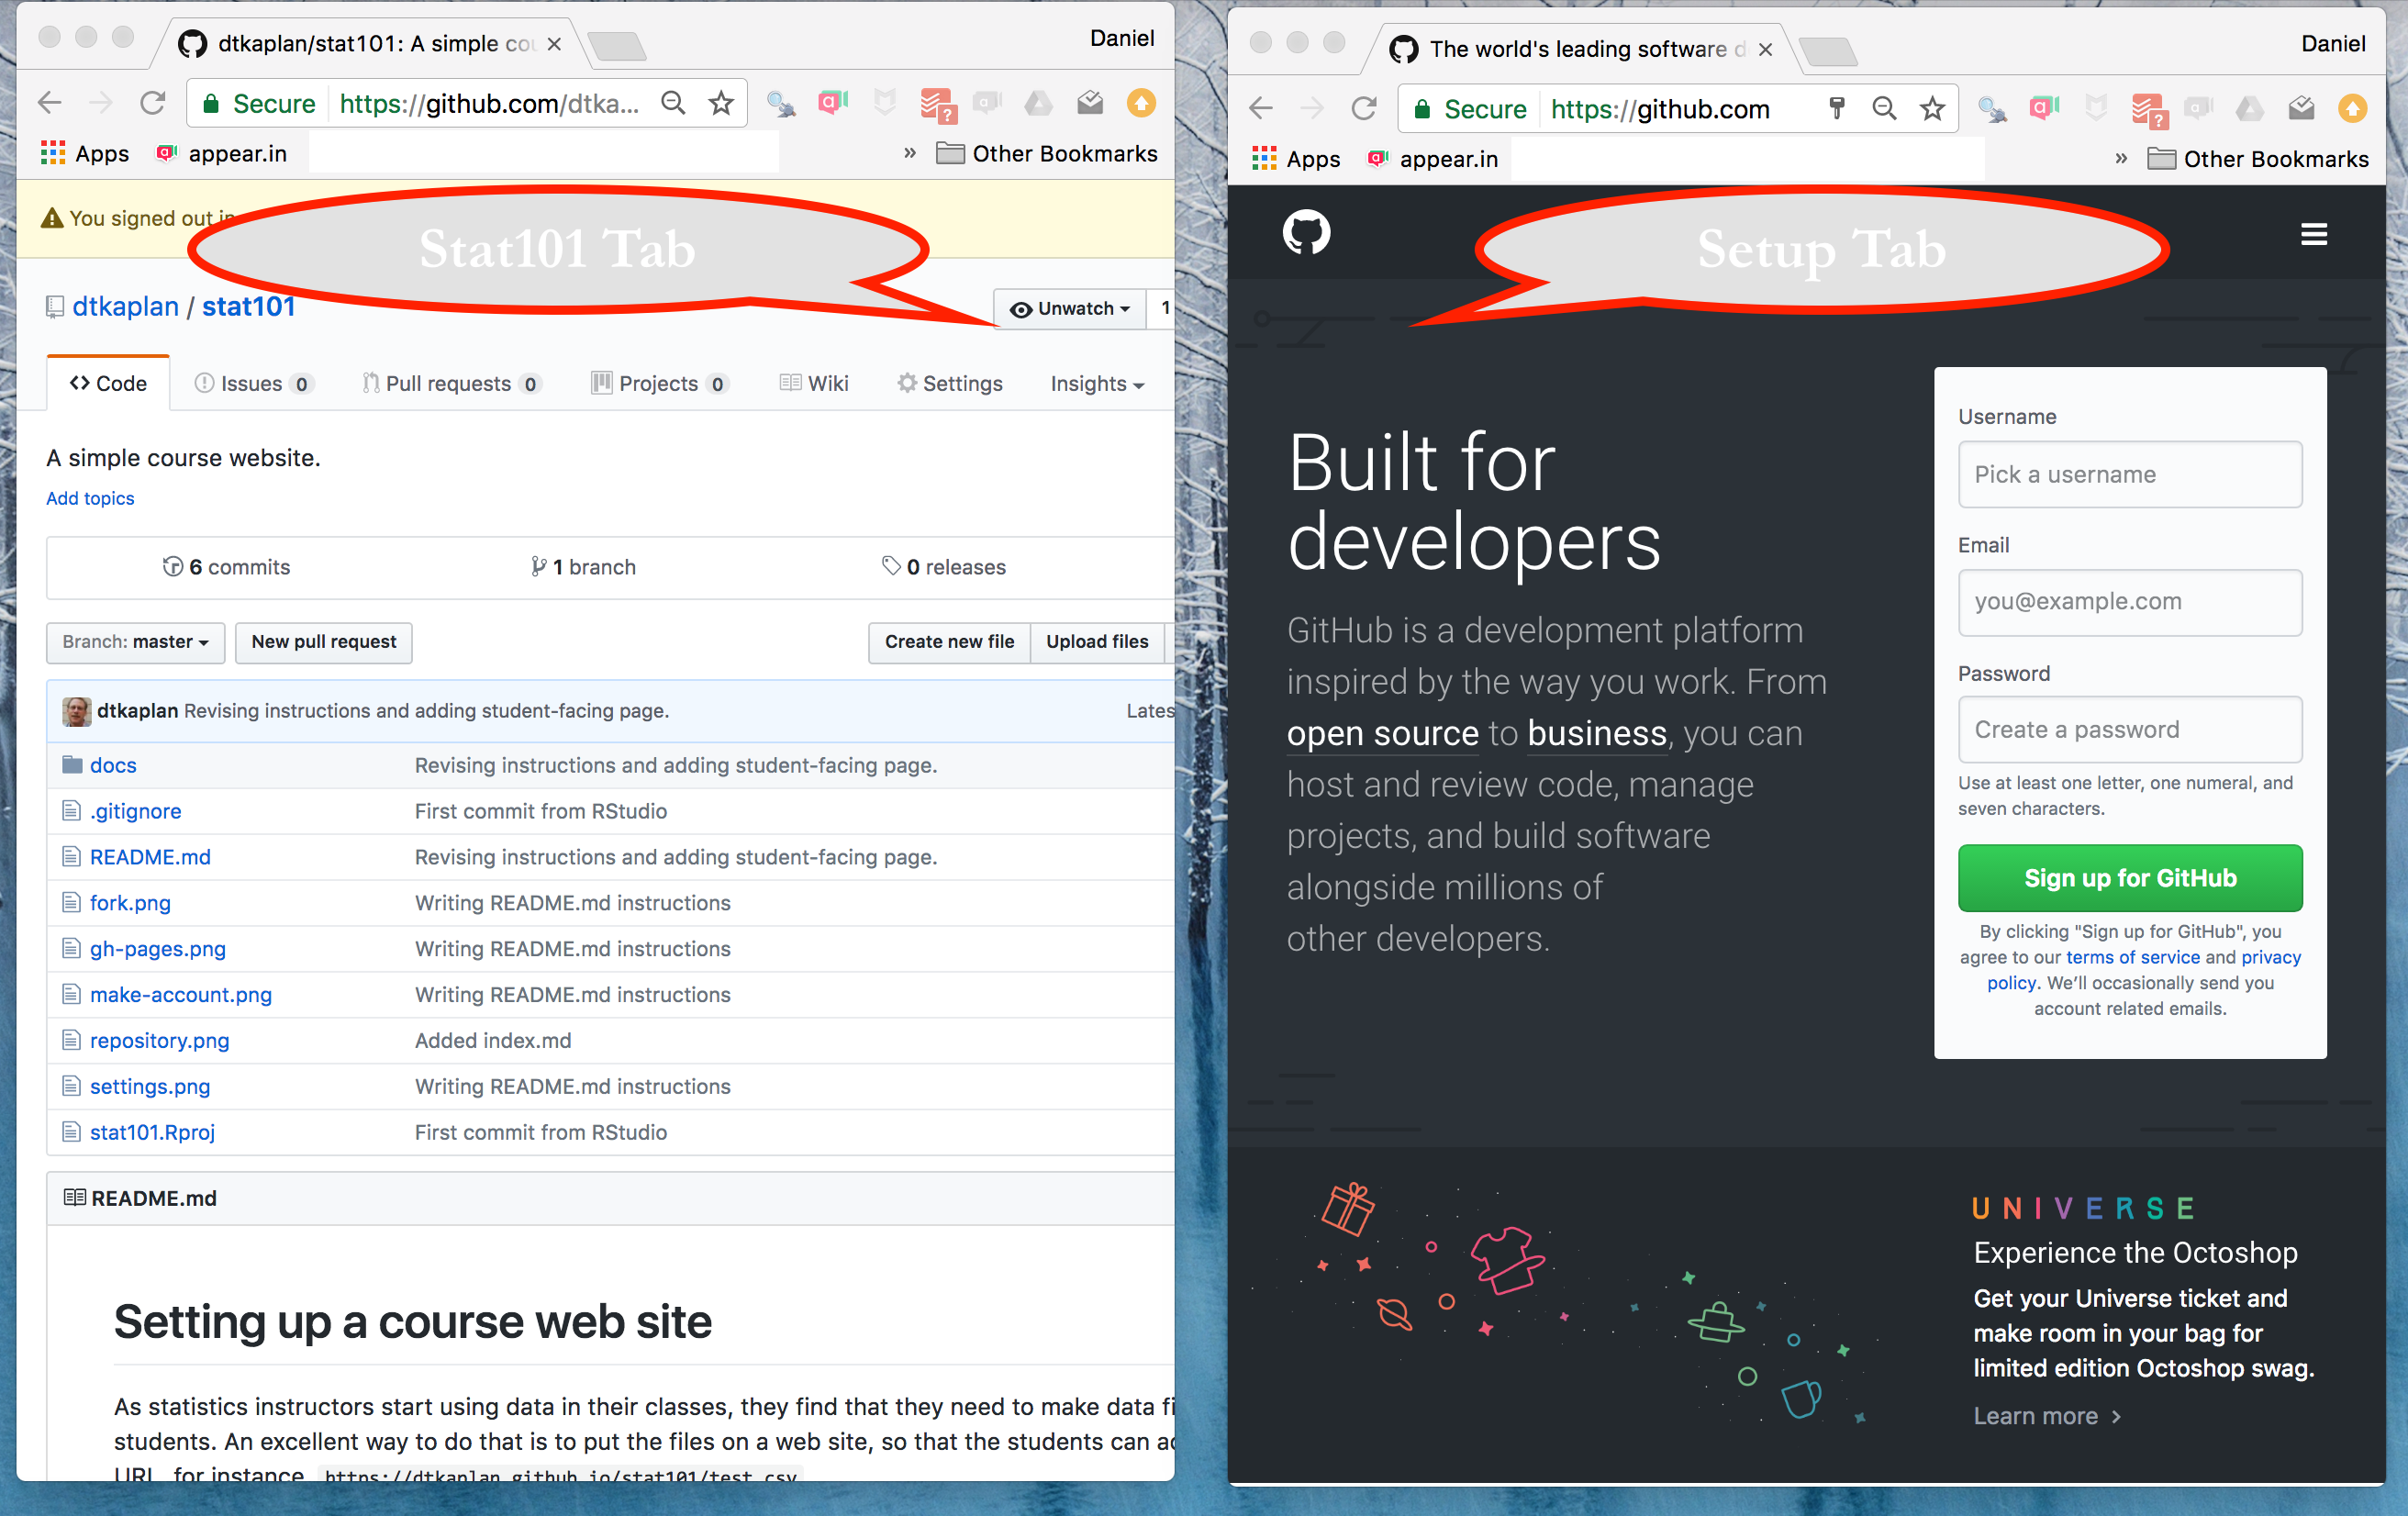 dtkaplan/stat101: A simple cou
Daniel
Secure https://github.com/dtka...
Apps appear.in » Other Bookmarks
You signed out in
Stat101 Tab
dtkaplan / stat101
Unwatch 1
Code Issues 0 Pull requests 0 Projects 0 Wiki Settings Insights
A simple course website.
Add topics
6 commits 1 branch 0 releases
Branch: master New pull request Create new file Upload files
dtkaplan Revising instructions and adding student-facing page. Lates
docs Revising instructions and adding student-facing page.
.gitignore First commit from RStudio
README.md Revising instructions and adding student-facing page.
fork.png Writing README.md instructions
gh-pages.png Writing README.md instructions
make-account.png Writing README.md instructions
repository.png Added index.md
settings.png Writing README.md instructions
stat101.Rproj First commit from RStudio
README.md
Setting up a course web site
As statistics instructors start using data in their classes, they find that they need to make data fi
students. An excellent way to do that is to put the files on a web site, so that the students can ac
URL, for instance, https://dtkaplan.github.io/stat101/test.csv
The world's leading software d
Daniel
Secure https://github.com
Apps appear.in » Other Bookmarks
Setup Tab
Built for
developers
GitHub is a development platform
inspired by the way you work. From
open source to business, you can
host and review code, manage
projects, and build software
alongside millions of
other developers.
Username
Pick a username
Email
you@example.com
Password
Create a password
Use at least one letter, one numeral, and
seven characters.
Sign up for GitHub
By clicking "Sign up for GitHub", you
agree to our terms of service and privacy
policy. We'll occasionally send you
account related emails.
UNIVERSE
Experience the Octoshop
Get your Universe ticket and
make room in your bag for
limited edition Octoshop swag.
Learn more